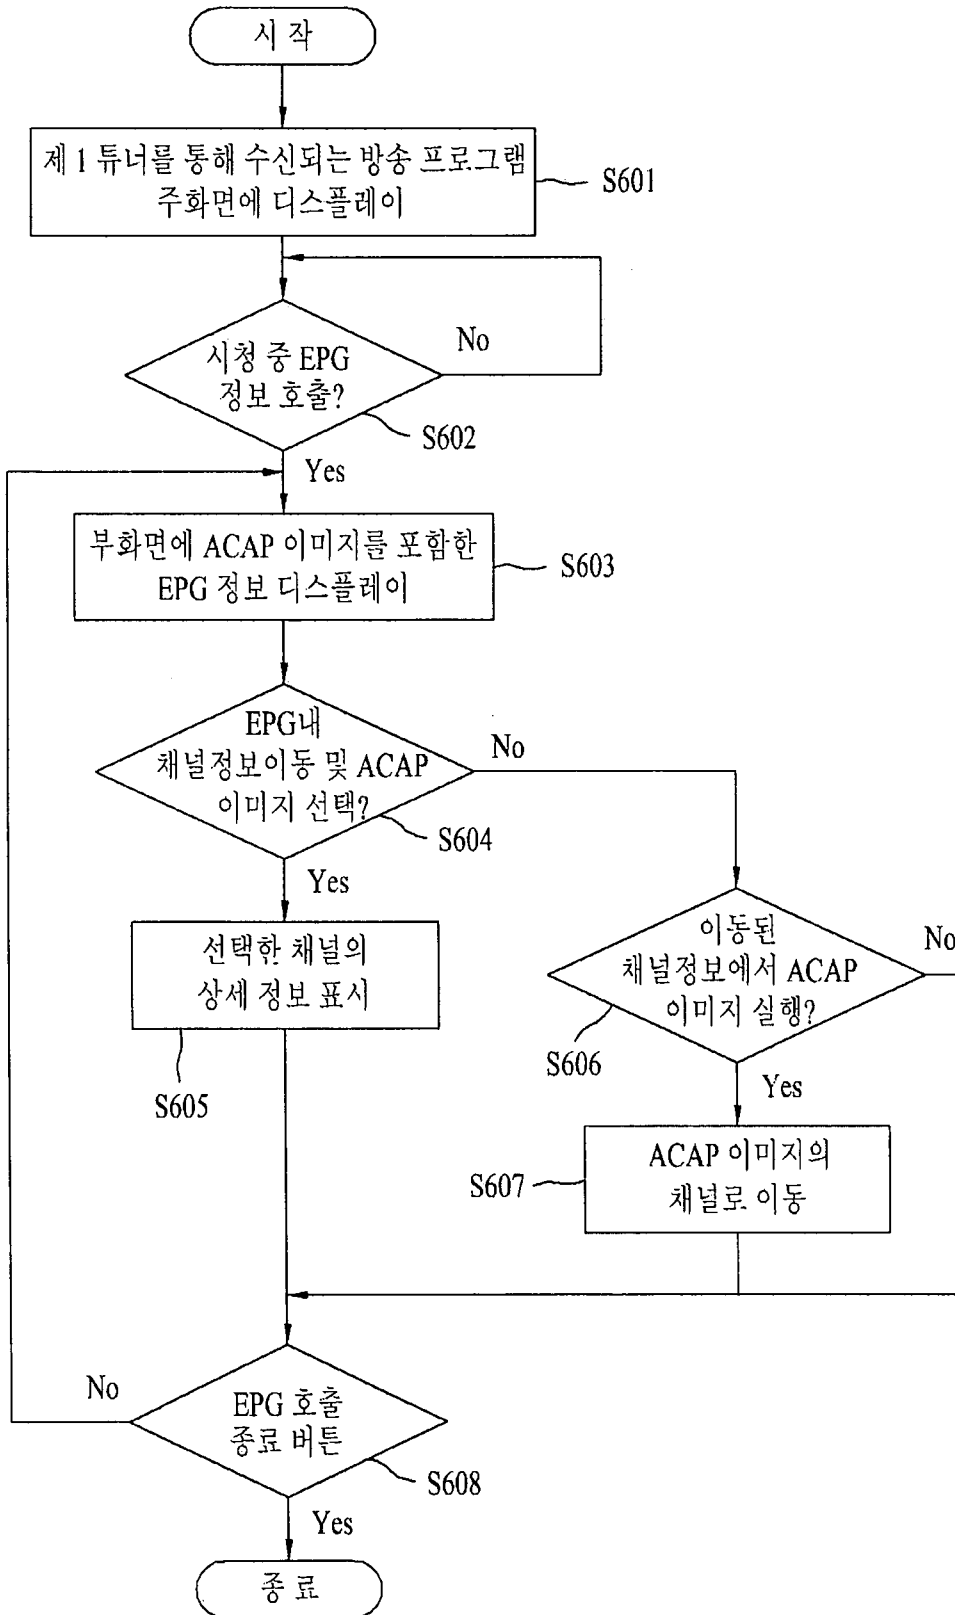 시 작
제 1 튜너를 통해 수신되는 방송 프로그램
주화면에 디스플레이
S601
시청 중 EPG
정보 호출?
No
S602
Yes
부화면에 ACAP 이미지를 포함한
EPG 정보 디스플레이
S603
EPG내
채널정보이동 및 ACAP
이미지 선택?
No
S604
Yes
선택한 채널의
상세 정보 표시
S605
이동된
채널정보에서 ACAP
이미지 실행?
No
S606
Yes
ACAP 이미지의
채널로 이동
S607
EPG 호출
종료 버튼
No
S608
Yes
종 료